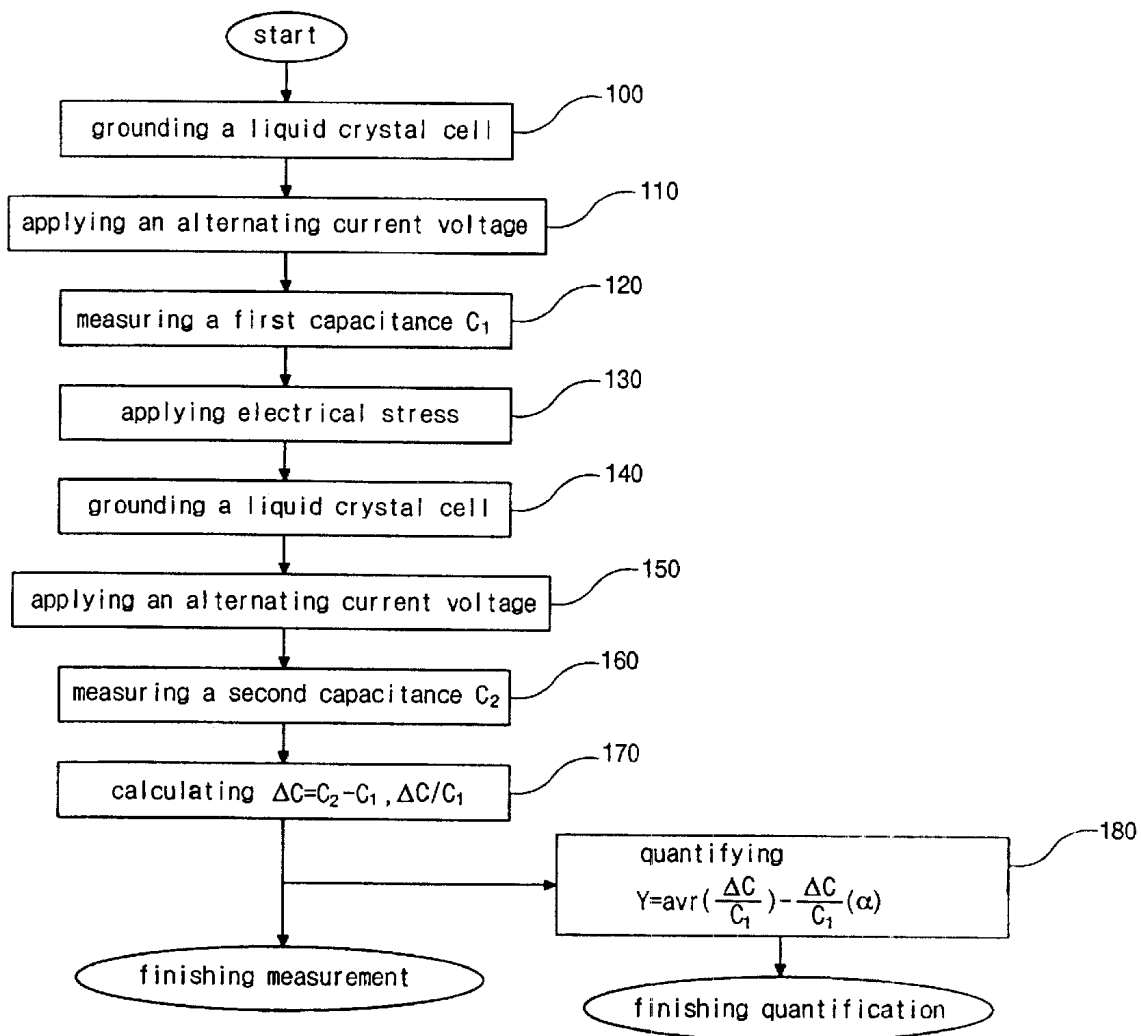 start
100
grounding a liquid crystal cell
110
applying an alternating current voltage
120
measuring a first capacitance C₁
130
applying electrical stress
140
grounding a liquid crystal cell
150
applying an alternating current voltage
160
measuring a second capacitance C₂
170
calculating ΔC=C₂-C₁, ΔC/C₁
180
quantifying
Y=avr(ΔC/C₁)-ΔC/C₁(α)
finishing measurement
finishing quantification